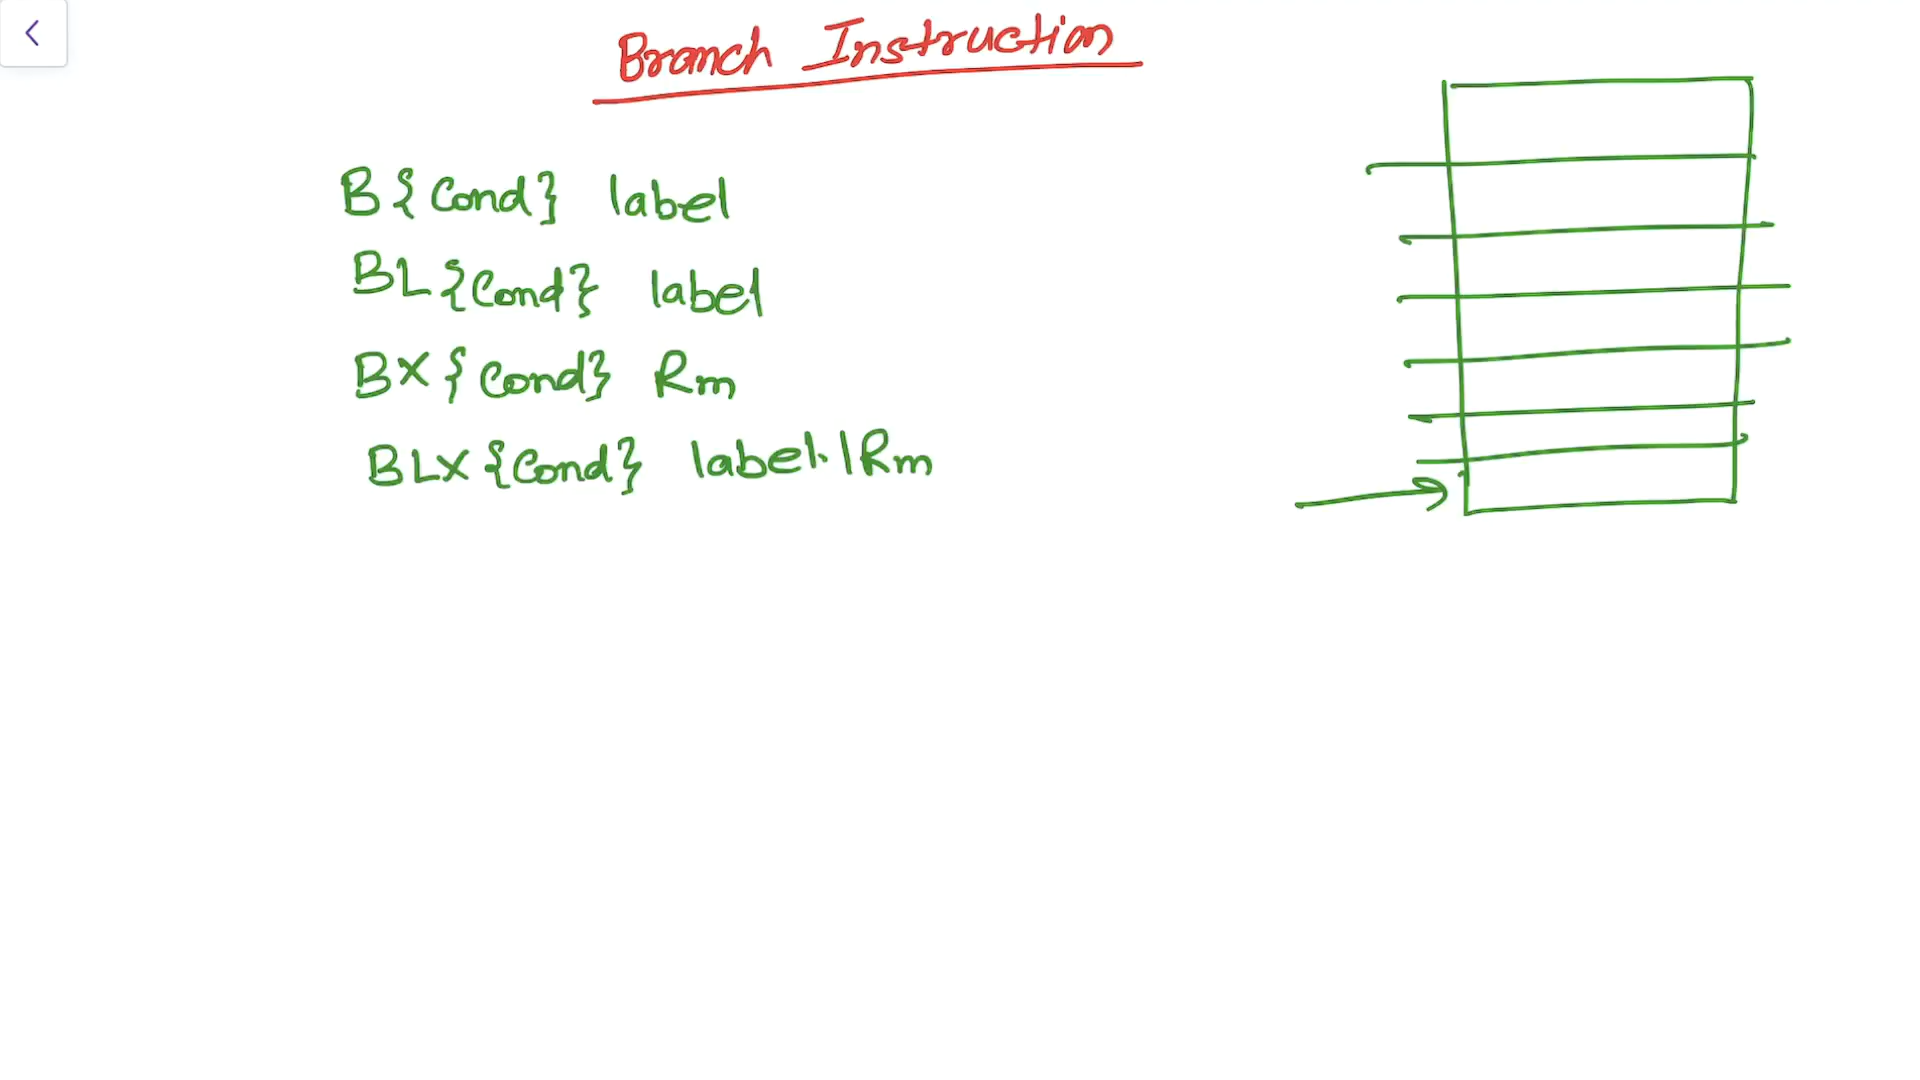 Branch Instruction
B{Cond} label
BL{Cond} label
BX{Cond} Rm
BLX{Cond} label.|Rm